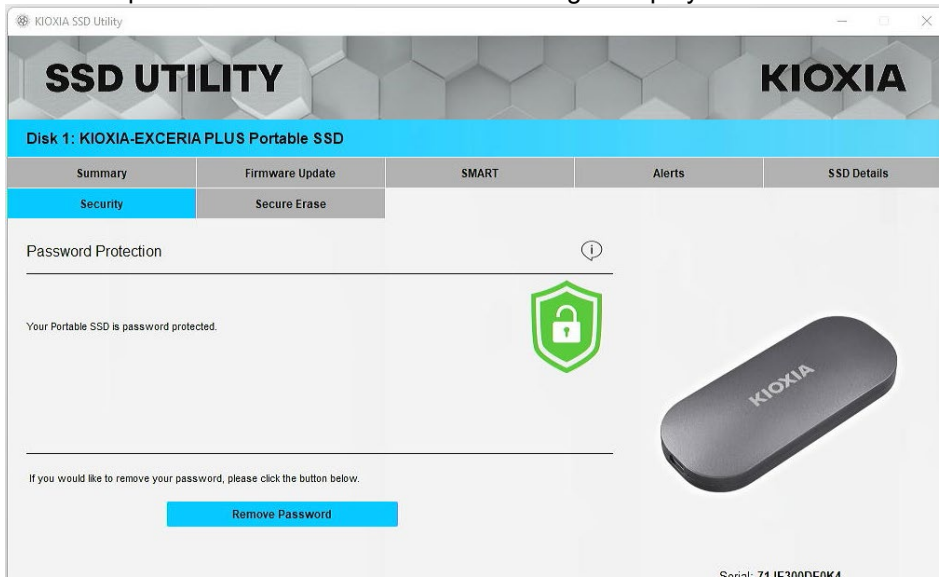 KIOXIA SSD Utility
SSD UTILITY
KIOXIA
Disk 1: KIOXIA-EXCERIA PLUS Portable SSD
Summary Firmware Update SMART Alerts SSD Details
Security Secure Erase
Password Protection
Your Portable SSD is password protected.
KIOXIA
If you would like to remove your password, please click the button below.
Remove Password
Serial: